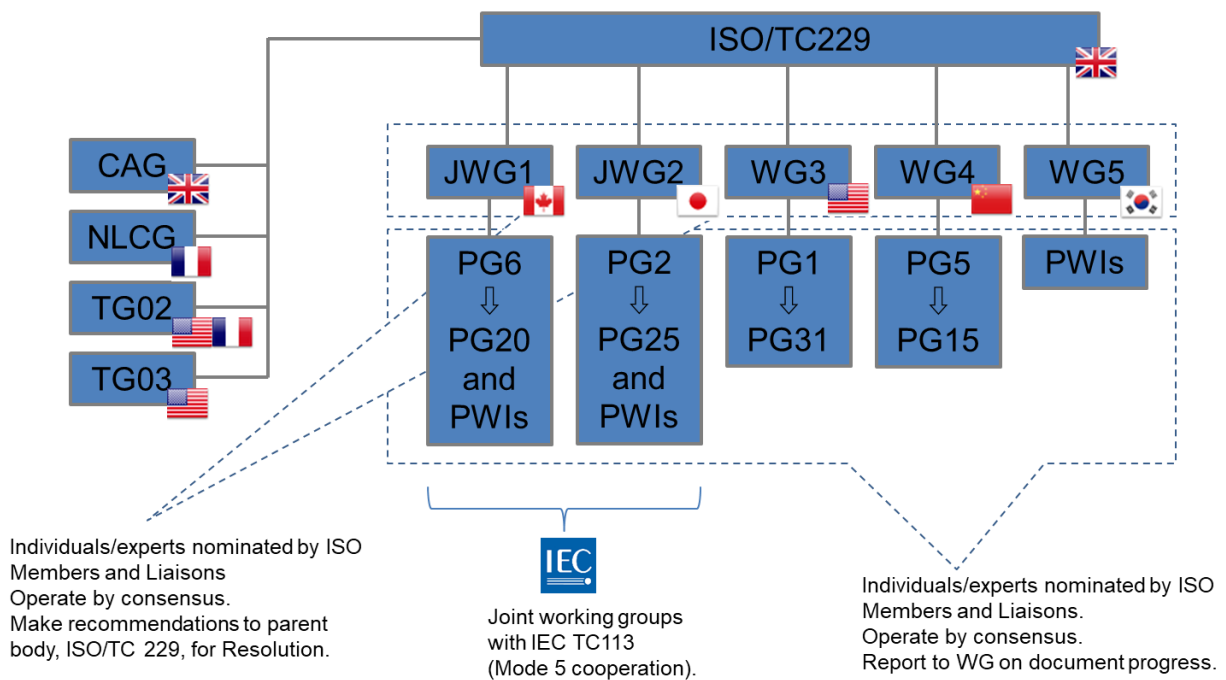 ISO/TC229
CAG
NLCG
TG02
TG03
JWG1
JWG2
WG3
WG4
WG5
PG6
PG20
and
PWIs
PG2
PG25
and
PWIs
PG1
PG31
PG5
PG15
PWIs
Individuals/experts nominated by ISO
Members and Liaisons
Operate by consensus.
Make recommendations to parent
body, ISO/TC 229, for Resolution.
IEC
Joint working groups
with IEC TC113
(Mode 5 cooperation).
Individuals/experts nominated by ISO
Members and Liaisons.
Operate by consensus.
Report to WG on document progress.